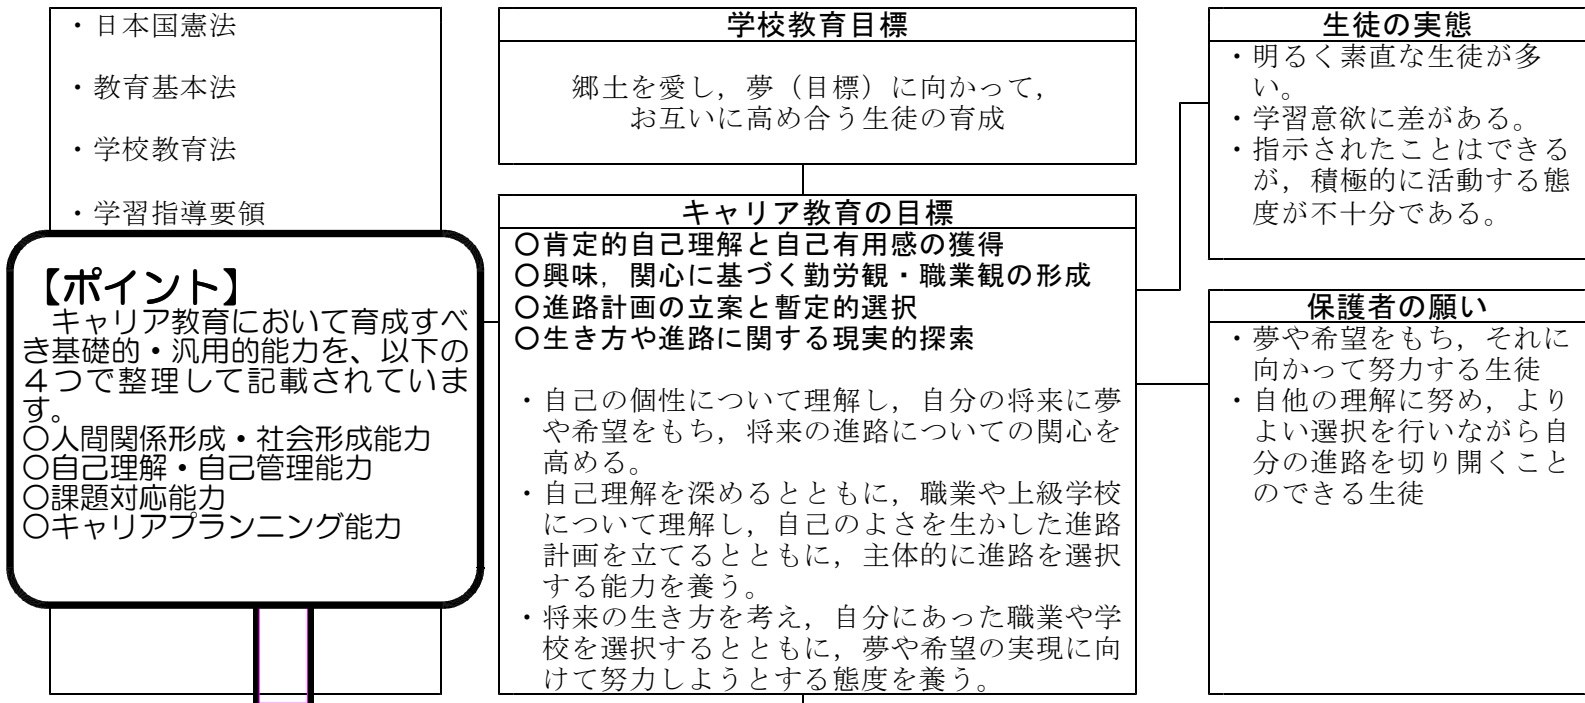 ・日本国憲法
・教育基本法
・学校教育法
・学習指導要領
【ポイント】
キャリア教育において育成すべ
き基礎的・汎用的能力を、以下の
４つで整理して記載されていま
す。
○人間関係形成・社会形成能力
○自己理解・自己管理能力
○課題対応能力
○キャリアプランニング能力
学校教育目標
郷土を愛し，夢（目標）に向かって，
お互いに高め合う生徒の育成
キャリア教育の目標
○肯定的自己理解と自己有用感の獲得
○興味，関心に基づく勤労観・職業観の形成
○進路計画の立案と暫定的選択
○生き方や進路に関する現実的探索
・自己の個性について理解し，自分の将来に夢
や希望をもち，将来の進路についての関心を
高める。
・自己理解を深めるとともに，職業や上級学校
について理解し，自己のよさを生かした進路
計画を立てるとともに，主体的に進路を選択
する能力を養う。
・将来の生き方を考え，自分にあった職業や学
校を選択するとともに，夢や希望の実現に向
けて努力しようとする態度を養う。
生徒の実態
・明るく素直な生徒が多
い。
・学習意欲に差がある。
・指示されたことはできる
が，積極的に活動する態
度が不十分である。
保護者の願い
・夢や希望をもち，それに
向かって努力する生徒
・自他の理解に努め，より
よい選択を行いながら自
分の進路を切り開くこと
のできる生徒